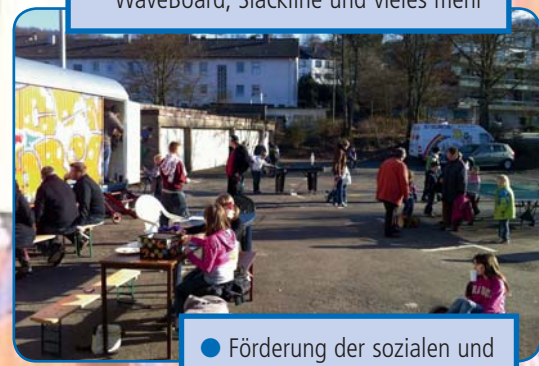 WaveBoard, Slackline und vieles mehr
● Förderung der sozialen und